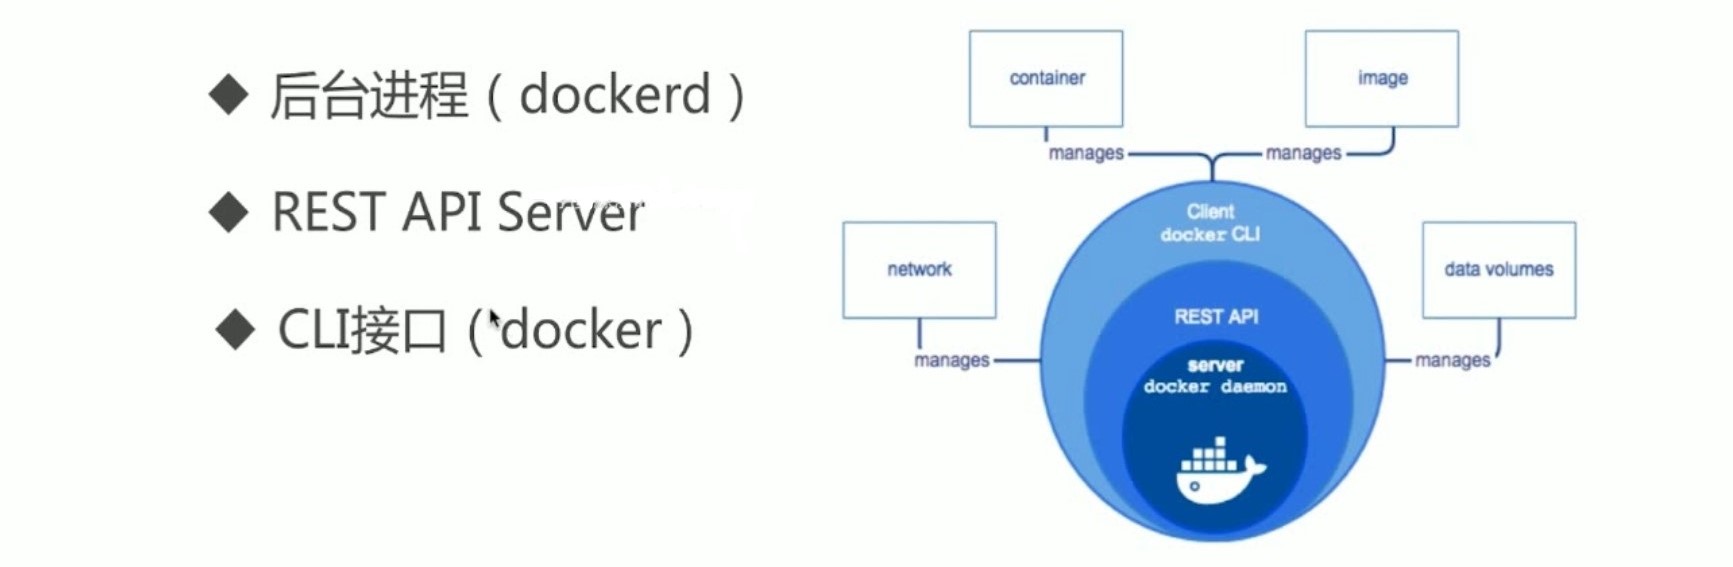 ◆ 后台进程（dockerd）
◆ REST API Server
◆ CLI接口（docker）
container
image
manages
manages
Client
docker CLI
network
data volumes
REST API
manages
manages
server
docker daemon